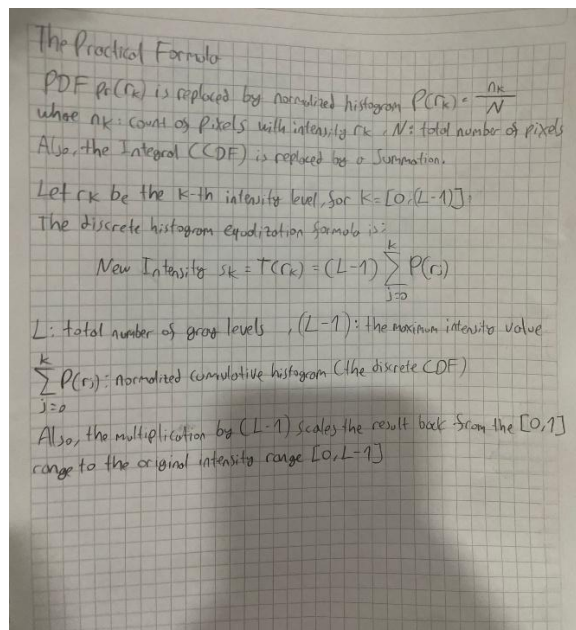 The Practical Formula
PDF Pr(rk) is replaced by normalized histogram P(rk) = nk/N
where nk: count of pixels with intensity rk, N: total number of pixels
Also, the Integral (CDF) is replaced by a Summation.
Let rk be the k-th intensity level, for k=[0,(L-1)].
The discrete histogram equalization formula is:
New Intensity sk = T(rk) = (L-1) ∑_{j=0}^{k} P(rj)
L: total number of gray levels, (L-1): the maximum intensity value
∑_{j=0}^{k} P(rj): normalized cumulative histogram (the discrete CDF)
Also, the multiplication by (L-1) scales the result back from the [0,1]
range to the original intensity range [0,L-1]